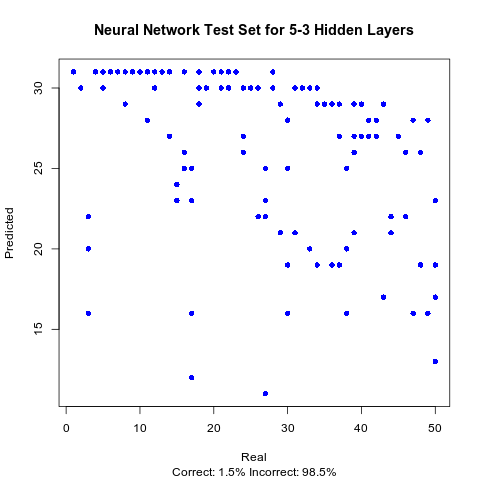 Neural Network Test Set for 5-3 Hidden Layers
30
25
20
15
Predicted
0 10 20 30 40 50
Real
Correct: 1.5% Incorrect: 98.5%